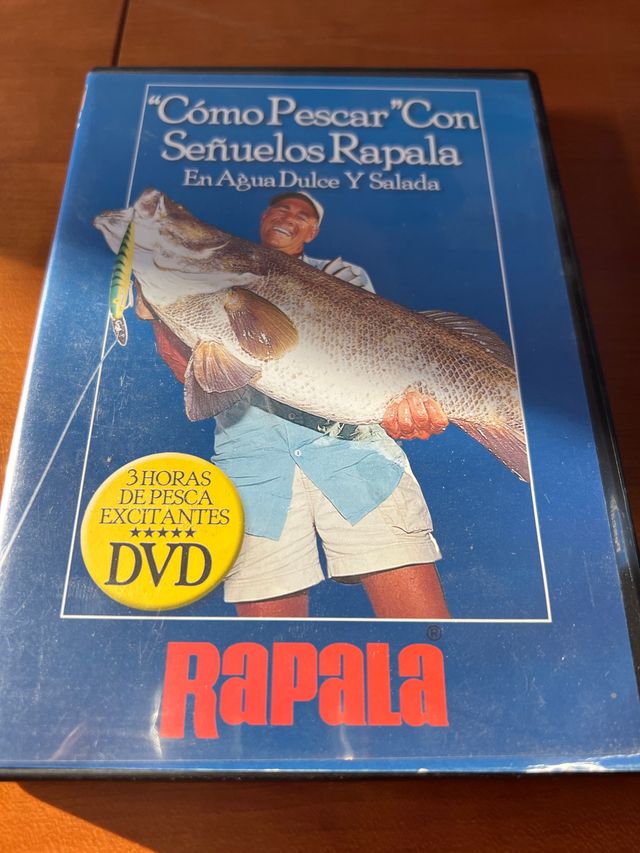 “Cómo Pescar” Con
Señuelos Rapala
En Agua Dulce Y Salada
3 HORAS
DE PESCA
EXCITANTES
★★★★★
DVD
RAPALA®